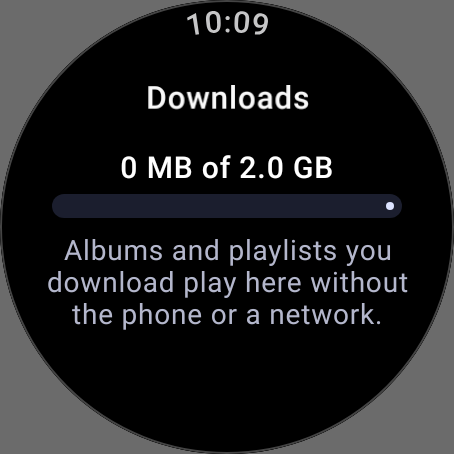 10:09
Downloads
0 MB of 2.0 GB
Albums and playlists you
download play here without
the phone or a network.